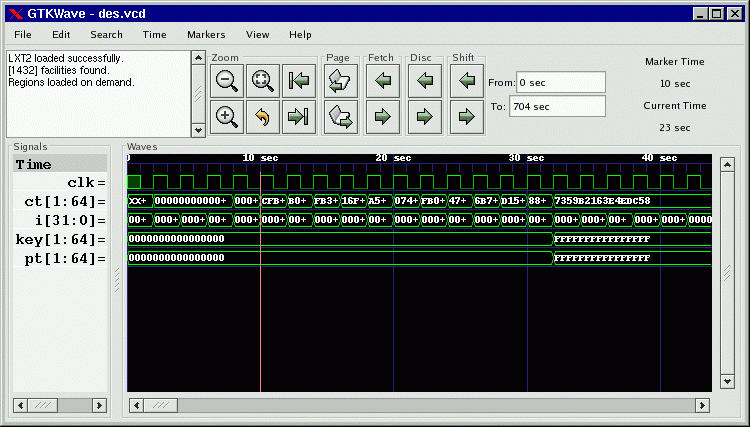 GTKWave - des.vcd
File Edit Search Time Markers View Help
LXT2 loaded successfully.
[1432] facilities found.
Regions loaded on demand.
Zoom Page Fetch Disc Shift
From: 0 sec
To: 704 sec
Marker Time
10 sec
Current Time
23 sec
Signals
Time
clk=
ct[1:64]=
i[31:0]=
key[1:64]=
pt[1:64]=
Waves
0 10 sec 20 sec 30 sec 40 sec
XX+ 00000000000+ 000+ CFB+ B0+ FB3+ 16F+ A5+ 074+ FB0+ 47+ 6B7+ D15+ 88+ 7359B2163E4EDC58
00+ 000+ 000+ 00+ 000+ 000+ 00+ 000+ 000+ 00+ 000+ 000+ 00+ 000+ 000+ 00+ 000+ 000+ 00+ 000+ 000+ 0000
0000000000000000 FFFFFFFFFFFFFFFF
0000000000000000 FFFFFFFFFFFFFFFF